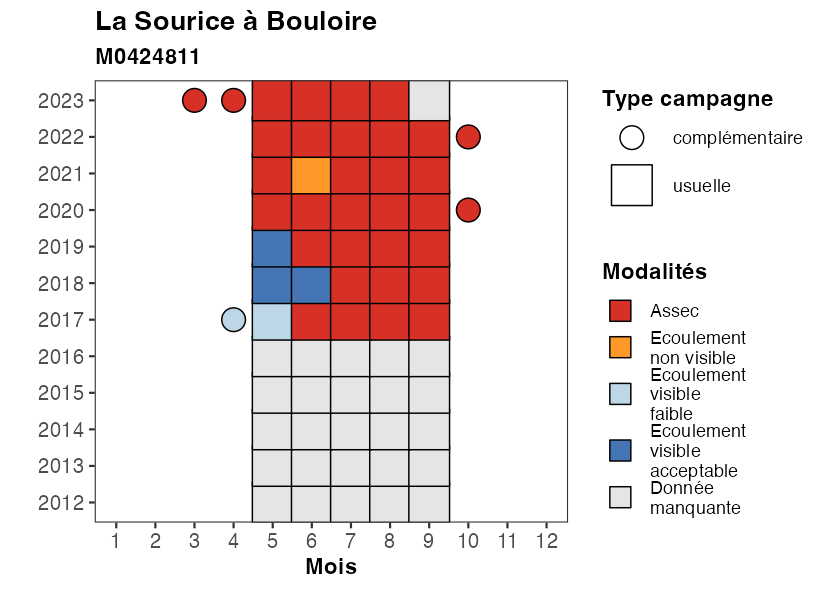 La Sourice à Bouloire
M0424811
2023
2022
2021
2020
2019
2018
2017
2016
2015
2014
2013
2012
1 2 3 4 5 6 7 8 9 10 11 12
Mois
Type campagne
complémentaire
usuelle
Modalités
Assec
Ecoulement
non visible
Ecoulement
visible
faible
Ecoulement
visible
acceptable
Donnée
manquante